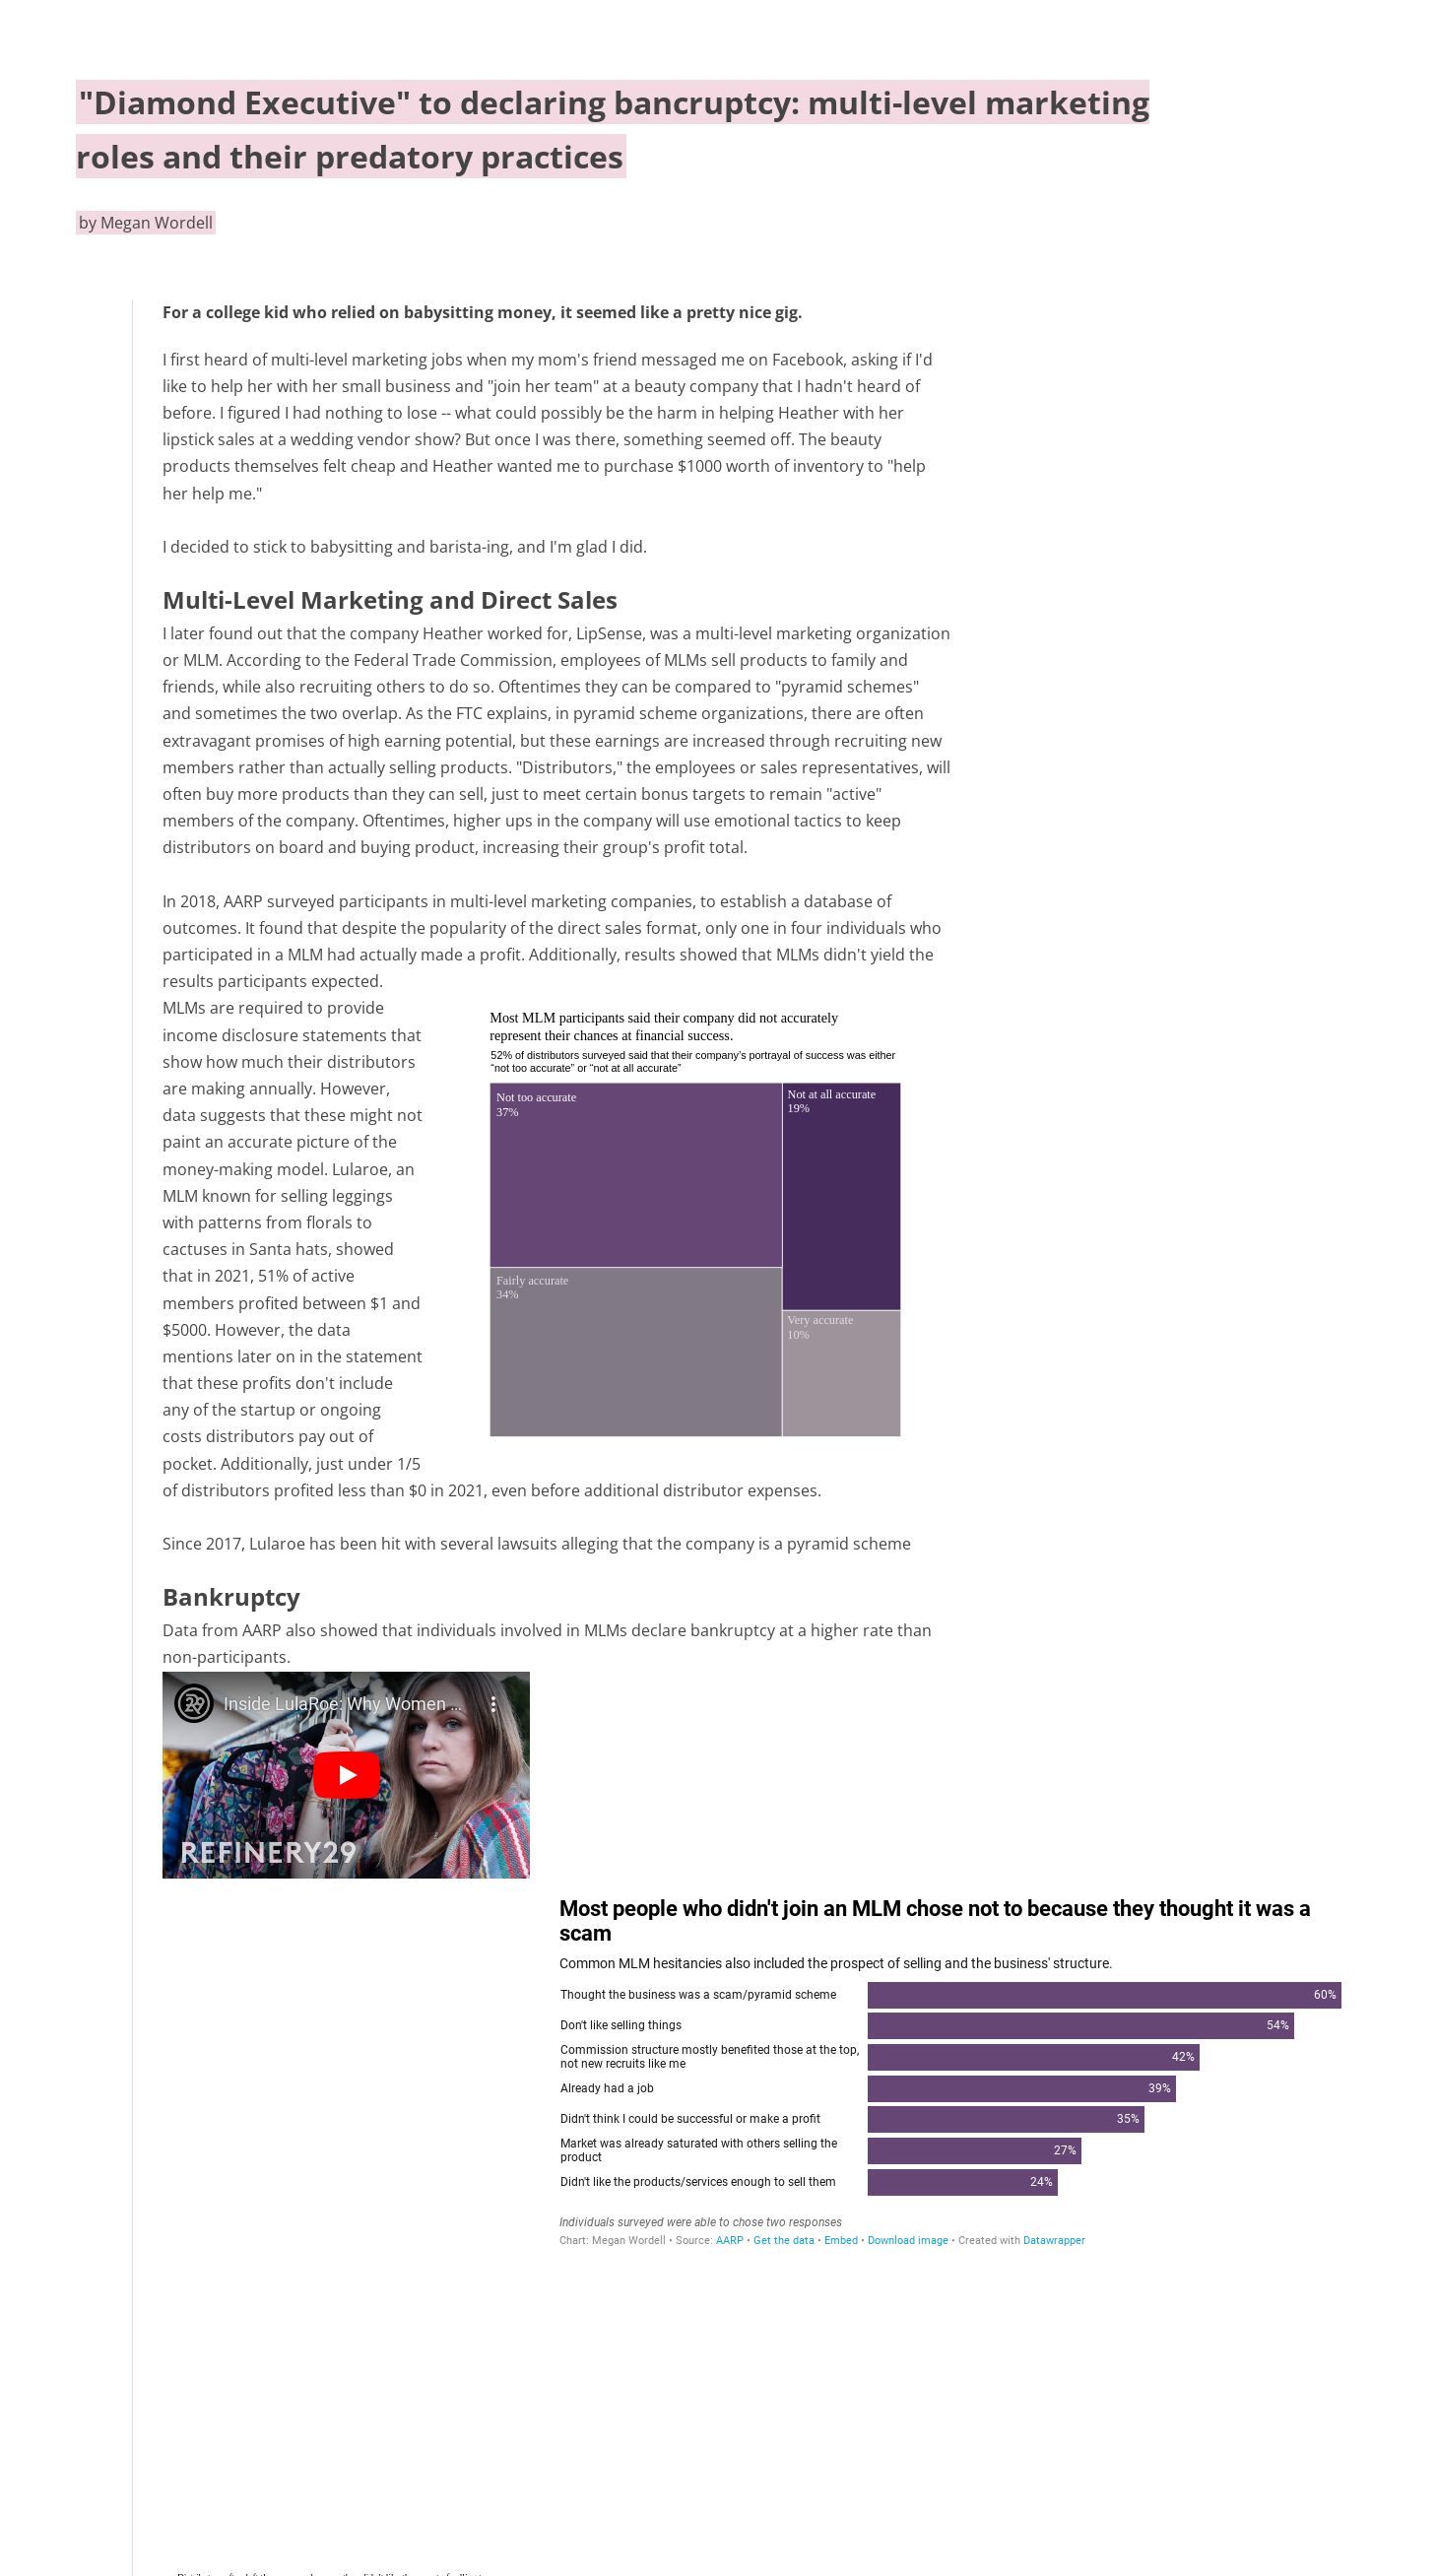 "Diamond Executive" to declaring bancruptcy: multi-level marketing
roles and their predatory practices
by Megan Wordell
For a college kid who relied on babysitting money, it seemed like a pretty nice gig.
I first heard of multi-level marketing jobs when my mom's friend messaged me on Facebook, asking if I'd
like to help her with her small business and "join her team" at a beauty company that I hadn't heard of
before. I figured I had nothing to lose -- what could possibly be the harm in helping Heather with her
lipstick sales at a wedding vendor show? But once I was there, something seemed off. The beauty
products themselves felt cheap and Heather wanted me to purchase $1000 worth of inventory to "help
her help me."
I decided to stick to babysitting and barista-ing, and I'm glad I did.
Multi-Level Marketing and Direct Sales
I later found out that the company Heather worked for, LipSense, was a multi-level marketing organization
or MLM. According to the Federal Trade Commission, employees of MLMs sell products to family and
friends, while also recruiting others to do so. Oftentimes they can be compared to "pyramid schemes"
and sometimes the two overlap. As the FTC explains, in pyramid scheme organizations, there are often
extravagant promises of high earning potential, but these earnings are increased through recruiting new
members rather than actually selling products. "Distributors," the employees or sales representatives, will
often buy more products than they can sell, just to meet certain bonus targets to remain "active"
members of the company. Oftentimes, higher ups in the company will use emotional tactics to keep
distributors on board and buying product, increasing their group's profit total.
In 2018, AARP surveyed participants in multi-level marketing companies, to establish a database of
outcomes. It found that despite the popularity of the direct sales format, only one in four individuals who
participated in a MLM had actually made a profit. Additionally, results showed that MLMs didn't yield the
results participants expected.
MLMs are required to provide
income disclosure statements that
show how much their distributors
are making annually. However,
data suggests that these might not
paint an accurate picture of the
money-making model. Lularoe, an
MLM known for selling leggings
with patterns from florals to
cactuses in Santa hats, showed
that in 2021, 51% of active
members profited between $1 and
$5000. However, the data
mentions later on in the statement
that these profits don't include
any of the startup or ongoing
costs distributors pay out of
pocket. Additionally, just under 1/5
of distributors profited less than $0 in 2021, even before additional distributor expenses.
Most MLM participants said their company did not accurately
represent their chances at financial success.
52% of distributors surveyed said that their company's portrayal of success was either
“not too accurate” or “not at all accurate”
Not too accurate
37%
Not at all accurate
19%
Fairly accurate
34%
Very accurate
10%
Since 2017, Lularoe has been hit with several lawsuits alleging that the company is a pyramid scheme
Bankruptcy
Data from AARP also showed that individuals involved in MLMs declare bankruptcy at a higher rate than
non-participants.
29 Inside LulaRoe: Why Women ...
REFINERY29
Most people who didn't join an MLM chose not to because they thought it was a
scam
Common MLM hesitancies also included the prospect of selling and the business' structure.
Thought the business was a scam/pyramid scheme 60%
Don't like selling things 54%
Commission structure mostly benefited those at the top,
not new recruits like me 42%
Already had a job 39%
Didn't think I could be successful or make a profit 35%
Market was already saturated with others selling the
product 27%
Didn't like the products/services enough to sell them 24%
Individuals surveyed were able to chose two responses
Chart: Megan Wordell • Source: AARP • Get the data • Embed • Download image • Created with Datawrapper